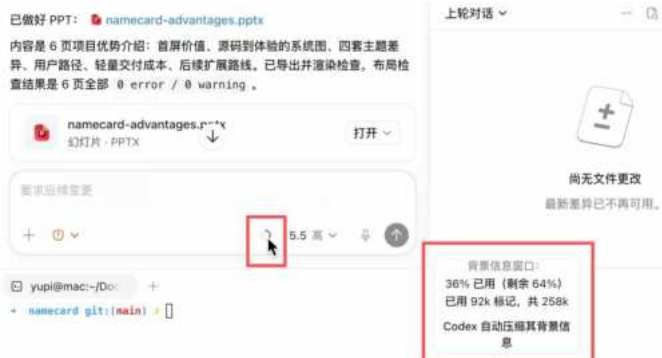 已做好 PPT： namecard-advantages.pptx
内容是 6 页项目优势介绍：首屏价值、源码到体验的系统图、四套主题差
异、用户路径、轻量交付成本、后续扩展路线。已导出并渲染检查，布局检
查结果是 6 页全部 0 error / 0 warning 。
namecard-advantages.pptx
幻灯片 · PPTX
打开
要求后续变更
5.5 高
yupi@mac:~/Doc
namecard git:(main)
上轮对话
尚无文件更改
最新差异已不再可用。
背景信息窗口:
36% 已用（剩余 64%）
已用 92k 标记，共 258k
Codex 自动压缩其背景信
息